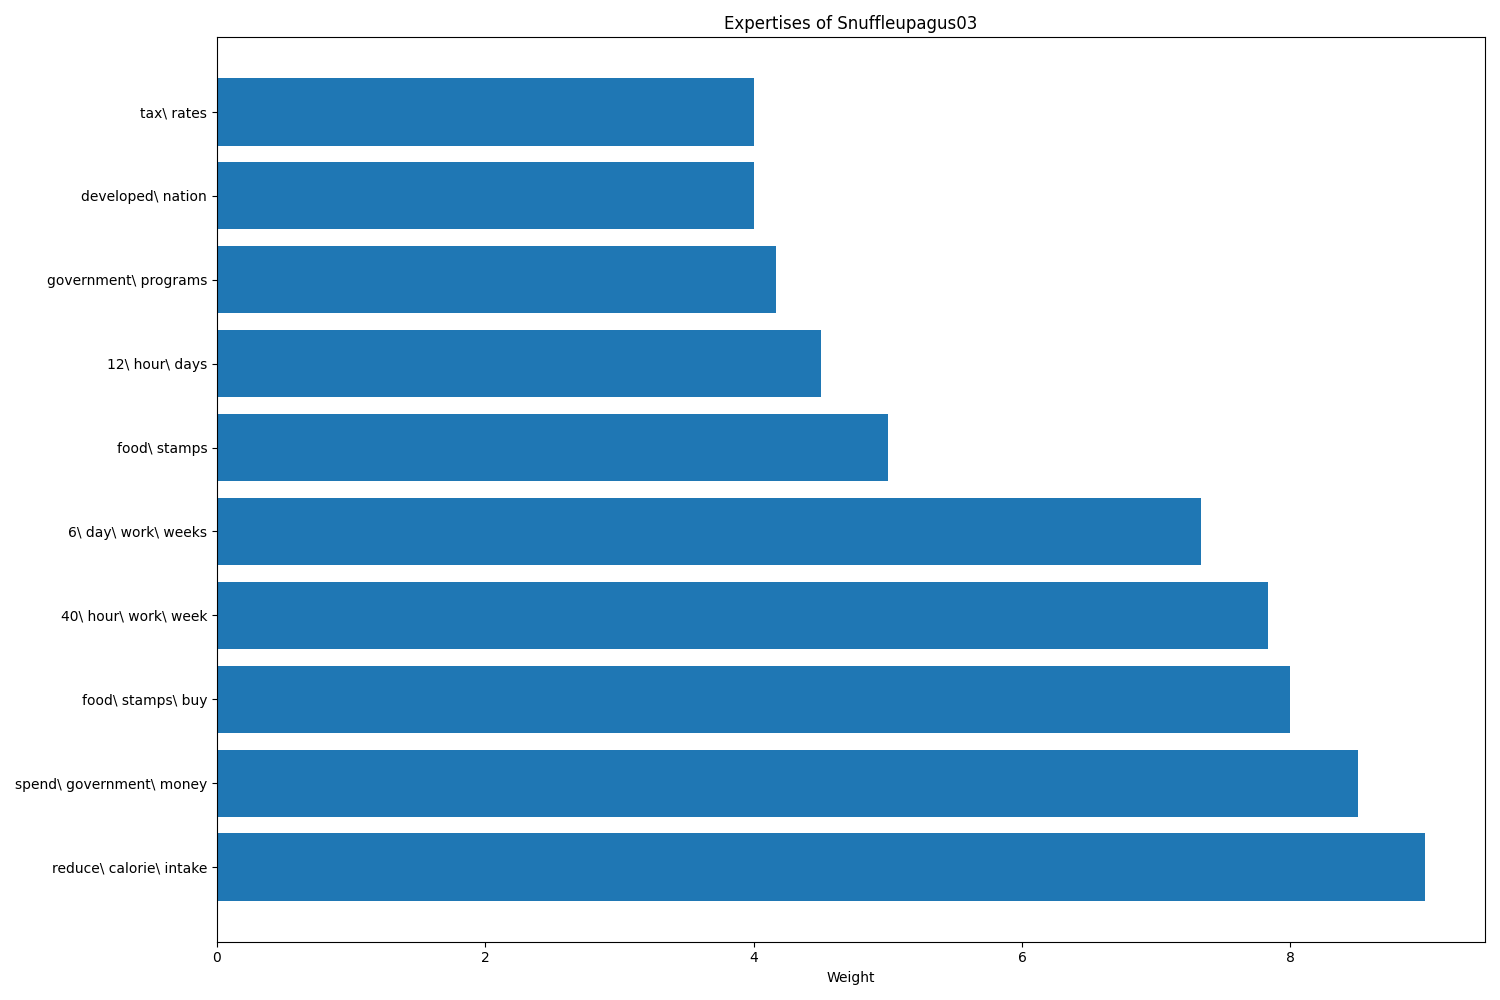 Expertises of Snuffleupagus03
tax\ rates
developed\ nation
government\ programs
12\ hour\ days
food\ stamps
6\ day\ work\ weeks
40\ hour\ work\ week
food\ stamps\ buy
spend\ government\ money
reduce\ calorie\ intake
0 2 4 6 8
Weight